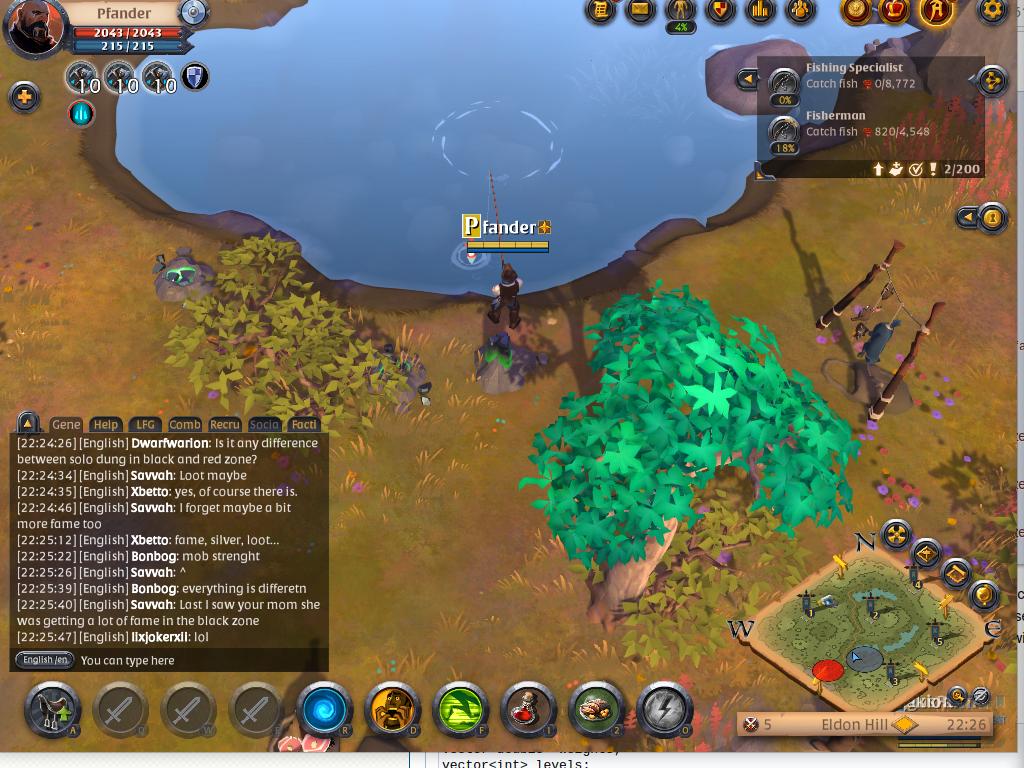 Pfander
2043 / 2043
215 / 215
10 10 10
4%
Fishing Specialist
Catch fish 0/8,772
0%
Fisherman
Catch fish 820/4,548
18%
2/200
Pfander
Gene Help LFG Comb Recru Socia Facti
[22:24:26] [English] Dwarfwarion: Is it any difference
between solo dung in black and red zone?
[22:24:34] [English] Savvah: Loot maybe
[22:24:35] [English] Xbetto: yes, of course there is.
[22:24:46] [English] Savvah: I forget maybe a bit
more fame too
[22:25:12] [English] Xbetto: fame, silver, loot...
[22:25:22] [English] Bonbog: mob strenght
[22:25:26] [English] Savvah: ^
[22:25:39] [English] Bonbog: everything is differetn
[22:25:40] [English] Savvah: Last I saw your mom she
was getting a lot of fame in the black zone
[22:25:47] [English] lixjokerxii: lol
English /en You can type here
N
W
E
1 2 3 4 5
A Q W E R D F 1 2 O
5 Eldon Hill 22:26
vector<int> levels;